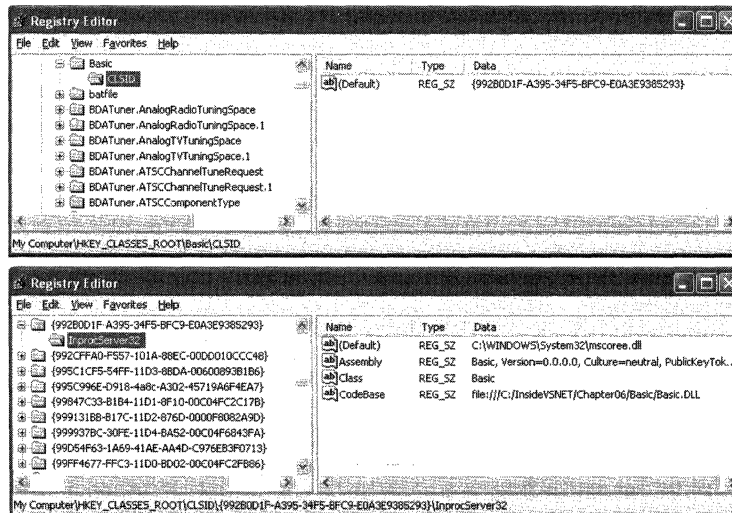 Registry Editor
File Edit View Favorites Help
Basic
CLSID
batfile
BDATuner.AnalogRadioTuningSpace
BDATuner.AnalogRadioTuningSpace.1
BDATuner.AnalogTVTuningSpace
BDATuner.AnalogTVTuningSpace.1
BDATuner.ATSCChannelTuneRequest
BDATuner.ATSCChannelTuneRequest.1
BDATuner.ATSCComponentType
Name Type Data
(Default) REG_SZ {992B0D1F-A395-34F5-BFC9-E0A3E9385293}
My Computer\HKEY_CLASSES_ROOT\Basic\CLSID
Registry Editor
File Edit View Favorites Help
{992B0D1F-A395-34F5-BFC9-E0A3E9385293}
InprocServer32
{992CFFA0-F557-101A-88EC-00DD010CCC48}
{995C1CF5-54FF-11D3-8BDA-00600893B1B6}
{995C996E-D918-4a8c-A302-45719A6F4EA7}
{99847C33-B1B4-11D1-8F10-00C04FC2C17B}
{999131BB-B17C-11D2-876D-0000F8082A9D}
{999937BC-30FE-11D4-BA52-00C04F6843FA}
{99D54F63-1A69-41AE-AA4D-C976EB3F0713}
{99FF4677-FFC3-11D0-BD02-00C04FC2FB86}
Name Type Data
(Default) REG_SZ C:\WINDOWS\System32\mscoree.dll
Assembly REG_SZ Basic, Version=0.0.0.0, Culture=neutral, PublicKeyTok...
Class REG_SZ Basic
CodeBase REG_SZ file:///C:/InsideVSNET/Chapter06/Basic/Basic.DLL
My Computer\HKEY_CLASSES_ROOT\CLSID\{992B0D1F-A395-34F5-BFC9-E0A3E9385293}\InprocServer32